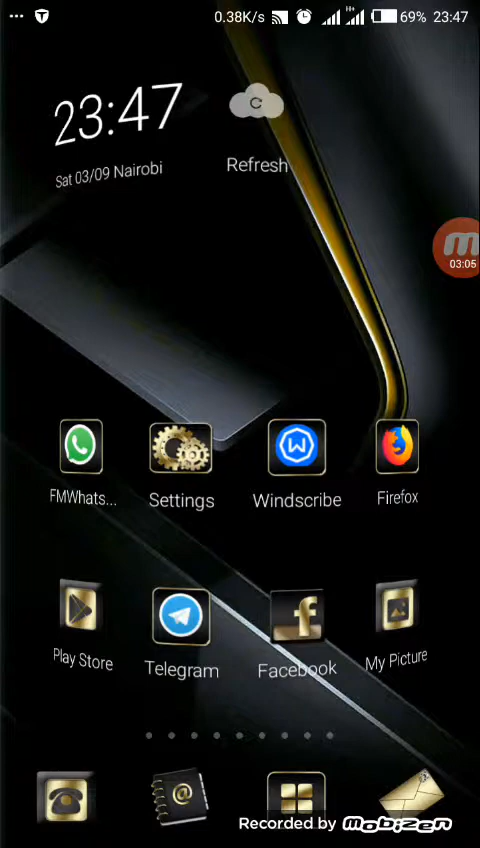 0.38K/s H+ 69% 23:47
23:47
Sat 03/09 Nairobi
Refresh
03:05
FMWhats... Settings Windscribe Firefox
Play Store Telegram Facebook My Picture
Recorded by mobizen